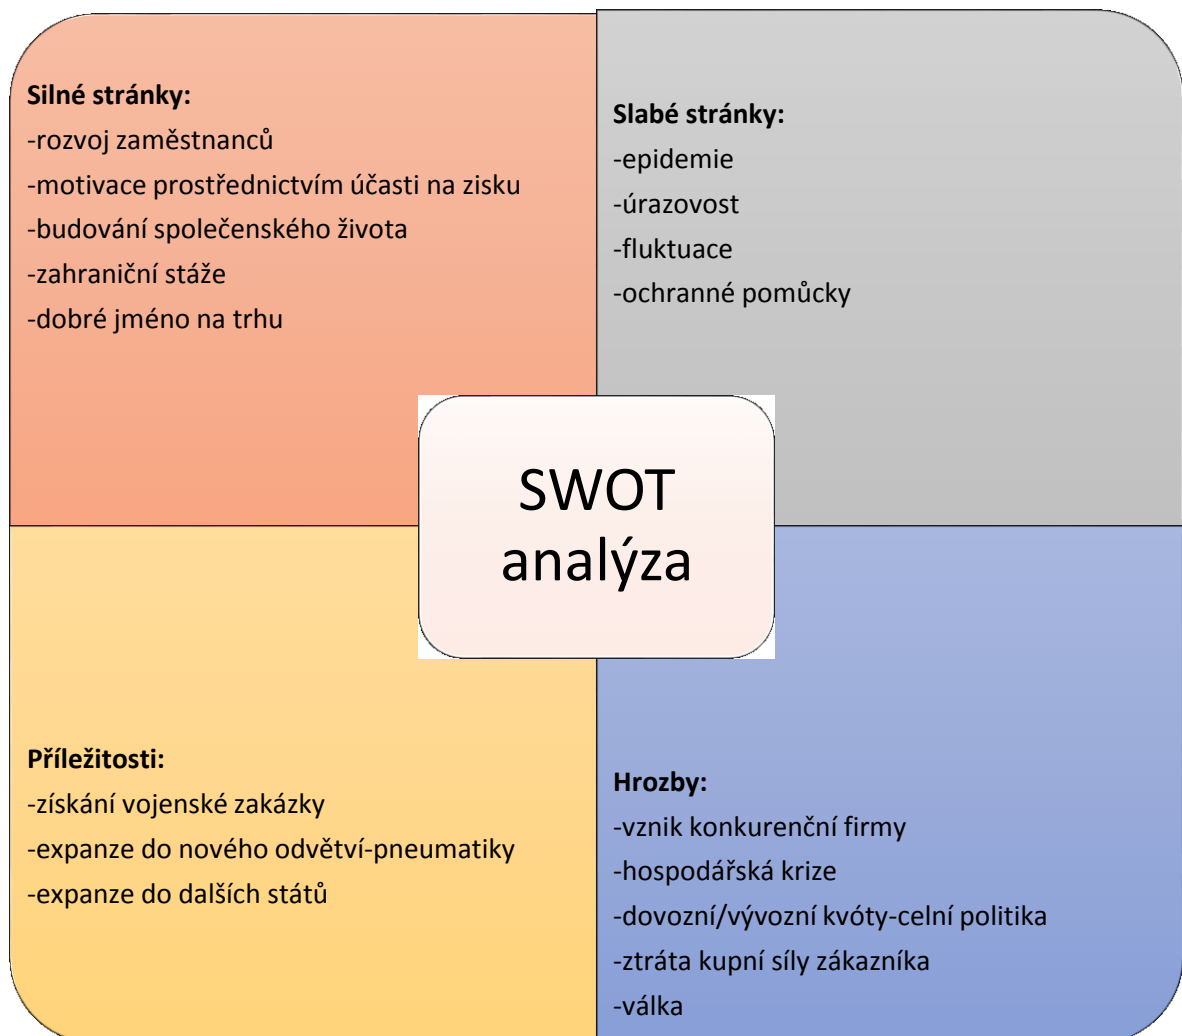 Silné stránky:
-rozvoj zaměstnanců
-motivace prostřednictvím účasti na zisku
-budování společenského života
-zahraniční stáže
-dobré jméno na trhu
Slabé stránky:
-epidemie
-úrazovost
-fluktuace
-ochranné pomůcky
SWOT
analýza
Příležitosti:
-získání vojenské zakázky
-expanze do nového odvětví-pneumatiky
-expanze do dalších států
Hrozby:
-vznik konkurenční firmy
-hospodářská krize
-dovozní/vývozní kvóty-celní politika
-ztráta kupní síly zákazníka
-válka